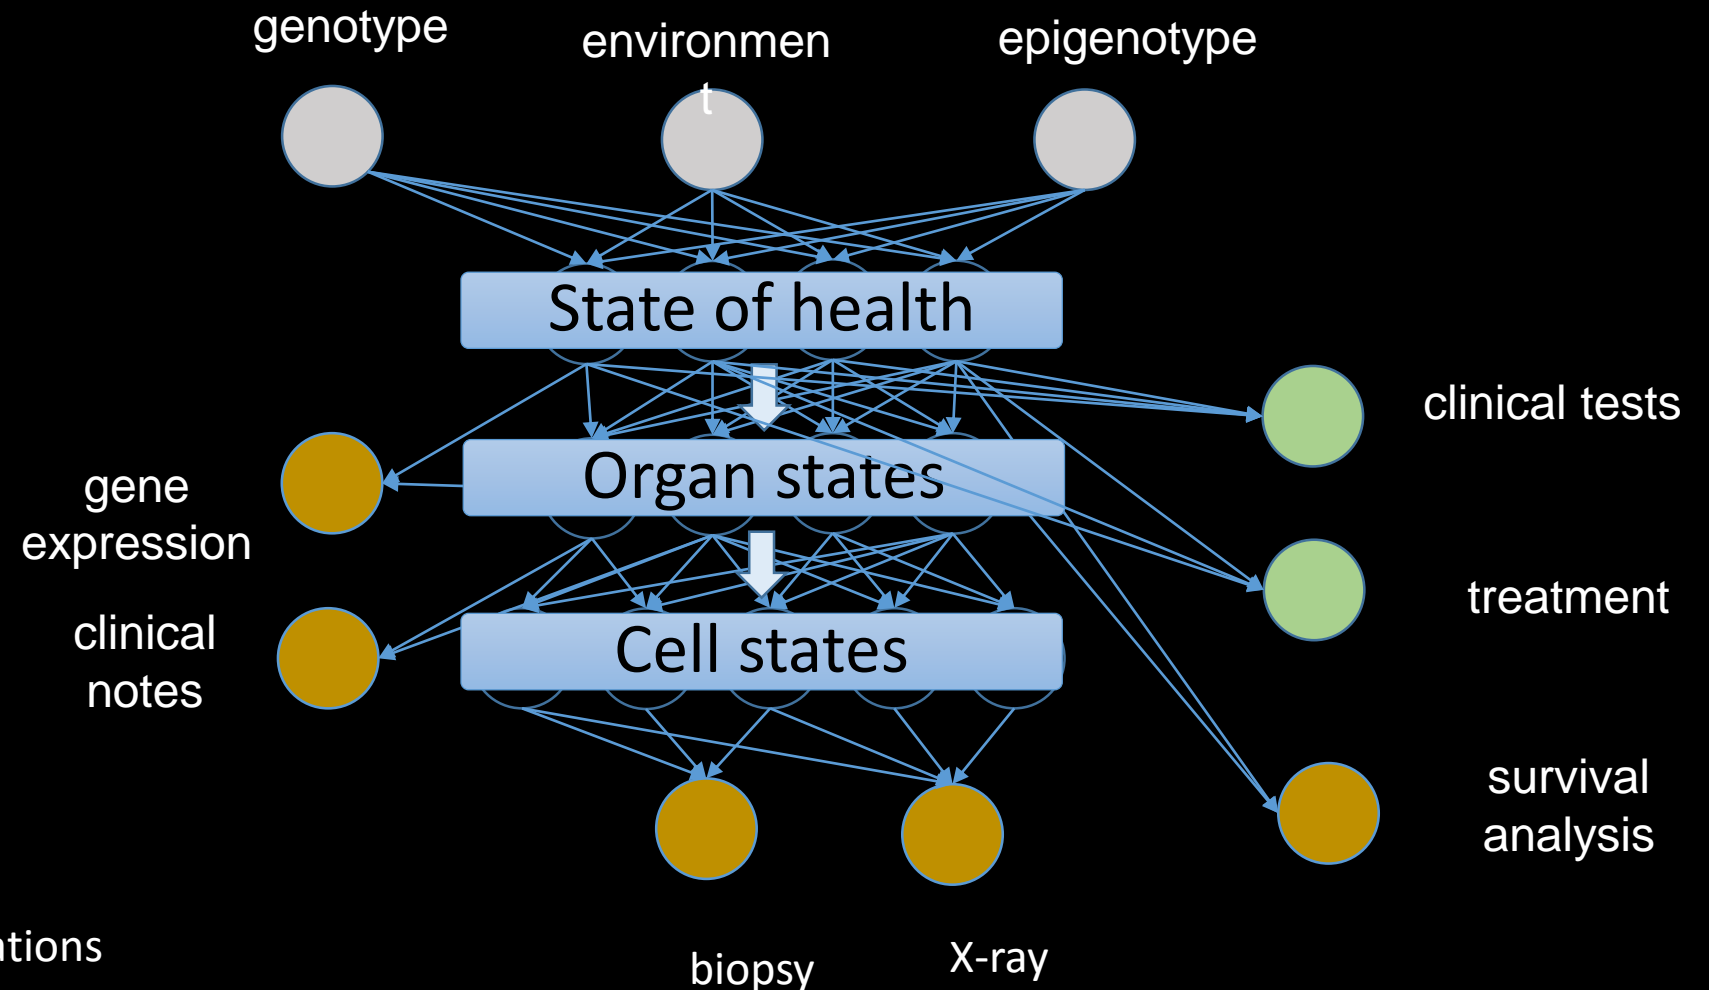 genotype
environmen
t
epigenotype
State of health
clinical tests
Organ states
gene
expression
treatment
clinical
notes
Cell states
survival
analysis
biopsy
X-ray